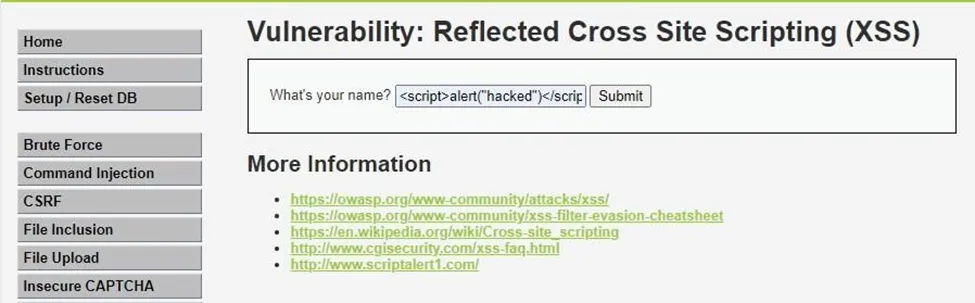 Home
Instructions
Setup / Reset DB
Brute Force
Command Injection
CSRF
File Inclusion
File Upload
Insecure CAPTCHA
Vulnerability: Reflected Cross Site Scripting (XSS)
What's your name? <script>alert("hacked")</scrip Submit
More Information
https://owasp.org/www-community/attacks/xss/
https://owasp.org/www-community/xss-filter-evasion-cheatsheet
https://en.wikipedia.org/wiki/Cross-site_scripting
http://www.cgisecurity.com/xss-faq.html
http://www.scriptalert1.com/